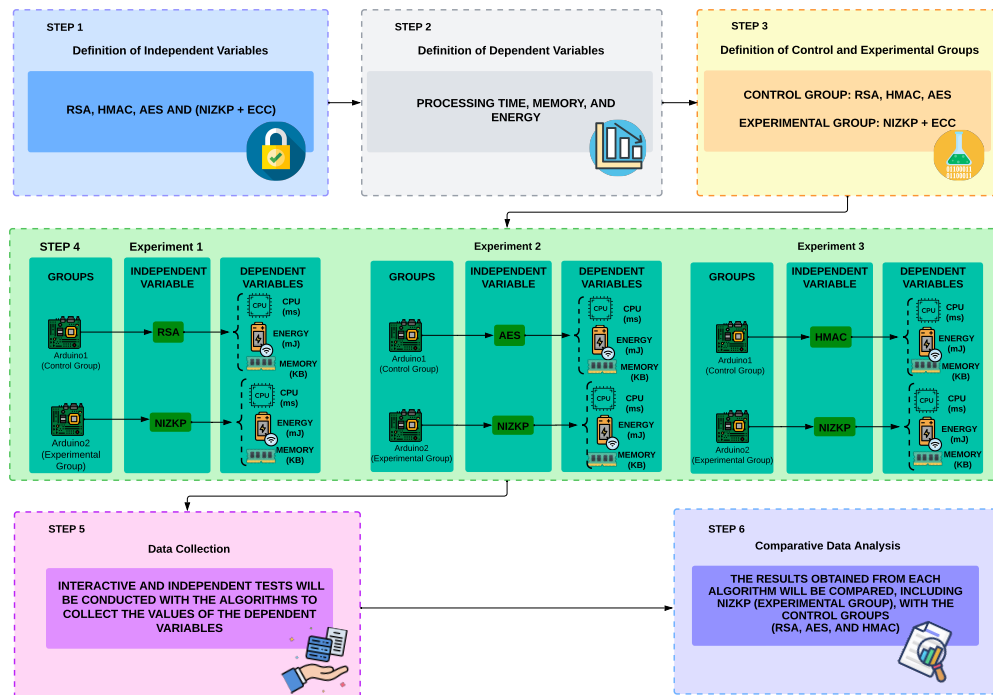 STEP 1
Definition of Independent Variables
RSA, HMAC, AES AND (NIZKP + ECC)
STEP 2
Definition of Dependent Variables
PROCESSING TIME, MEMORY, AND
ENERGY
STEP 3
Definition of Control and Experimental Groups
CONTROL GROUP: RSA, HMAC, AES
EXPERIMENTAL GROUP: NIZKP + ECC
01100011
01100011
STEP 4
Experiment 1
GROUPS
INDEPENDENT
VARIABLE
DEPENDENT
VARIABLES
Arduino1
(Control Group)
RSA
CPU
CPU
(ms)
ENERGY
(mJ)
MEMORY
(KB)
Arduino2
(Experimental
Group)
NIZKP
CPU
CPU
(ms)
ENERGY
(mJ)
MEMORY
(KB)
Experiment 2
GROUPS
INDEPENDENT
VARIABLE
DEPENDENT
VARIABLES
Arduino1
(Control Group)
AES
CPU
CPU
(ms)
ENERGY
(mJ)
MEMORY
(KB)
Arduino2
(Experimental Group)
NIZKP
CPU
CPU
(ms)
ENERGY
(mJ)
MEMORY
(KB)
Experiment 3
GROUPS
INDEPENDENT
VARIABLE
DEPENDENT
VARIABLES
Arduino1
(Control Group)
HMAC
CPU
CPU
(ms)
ENERGY
(mJ)
MEMORY
(KB)
Arduino2
(Experimental Group)
NIZKP
CPU
CPU
(ms)
ENERGY
(mJ)
MEMORY
(KB)
STEP 5
Data Collection
INTERACTIVE AND INDEPENDENT TESTS WILL
BE CONDUCTED WITH THE ALGORITHMS TO
COLLECT THE VALUES OF THE DEPENDENT
VARIABLES
STEP 6
Comparative Data Analysis
THE RESULTS OBTAINED FROM EACH
ALGORITHM WILL BE COMPARED, INCLUDING
NIZKP (EXPERIMENTAL GROUP), WITH THE
CONTROL GROUPS
(RSA, AES, AND HMAC)